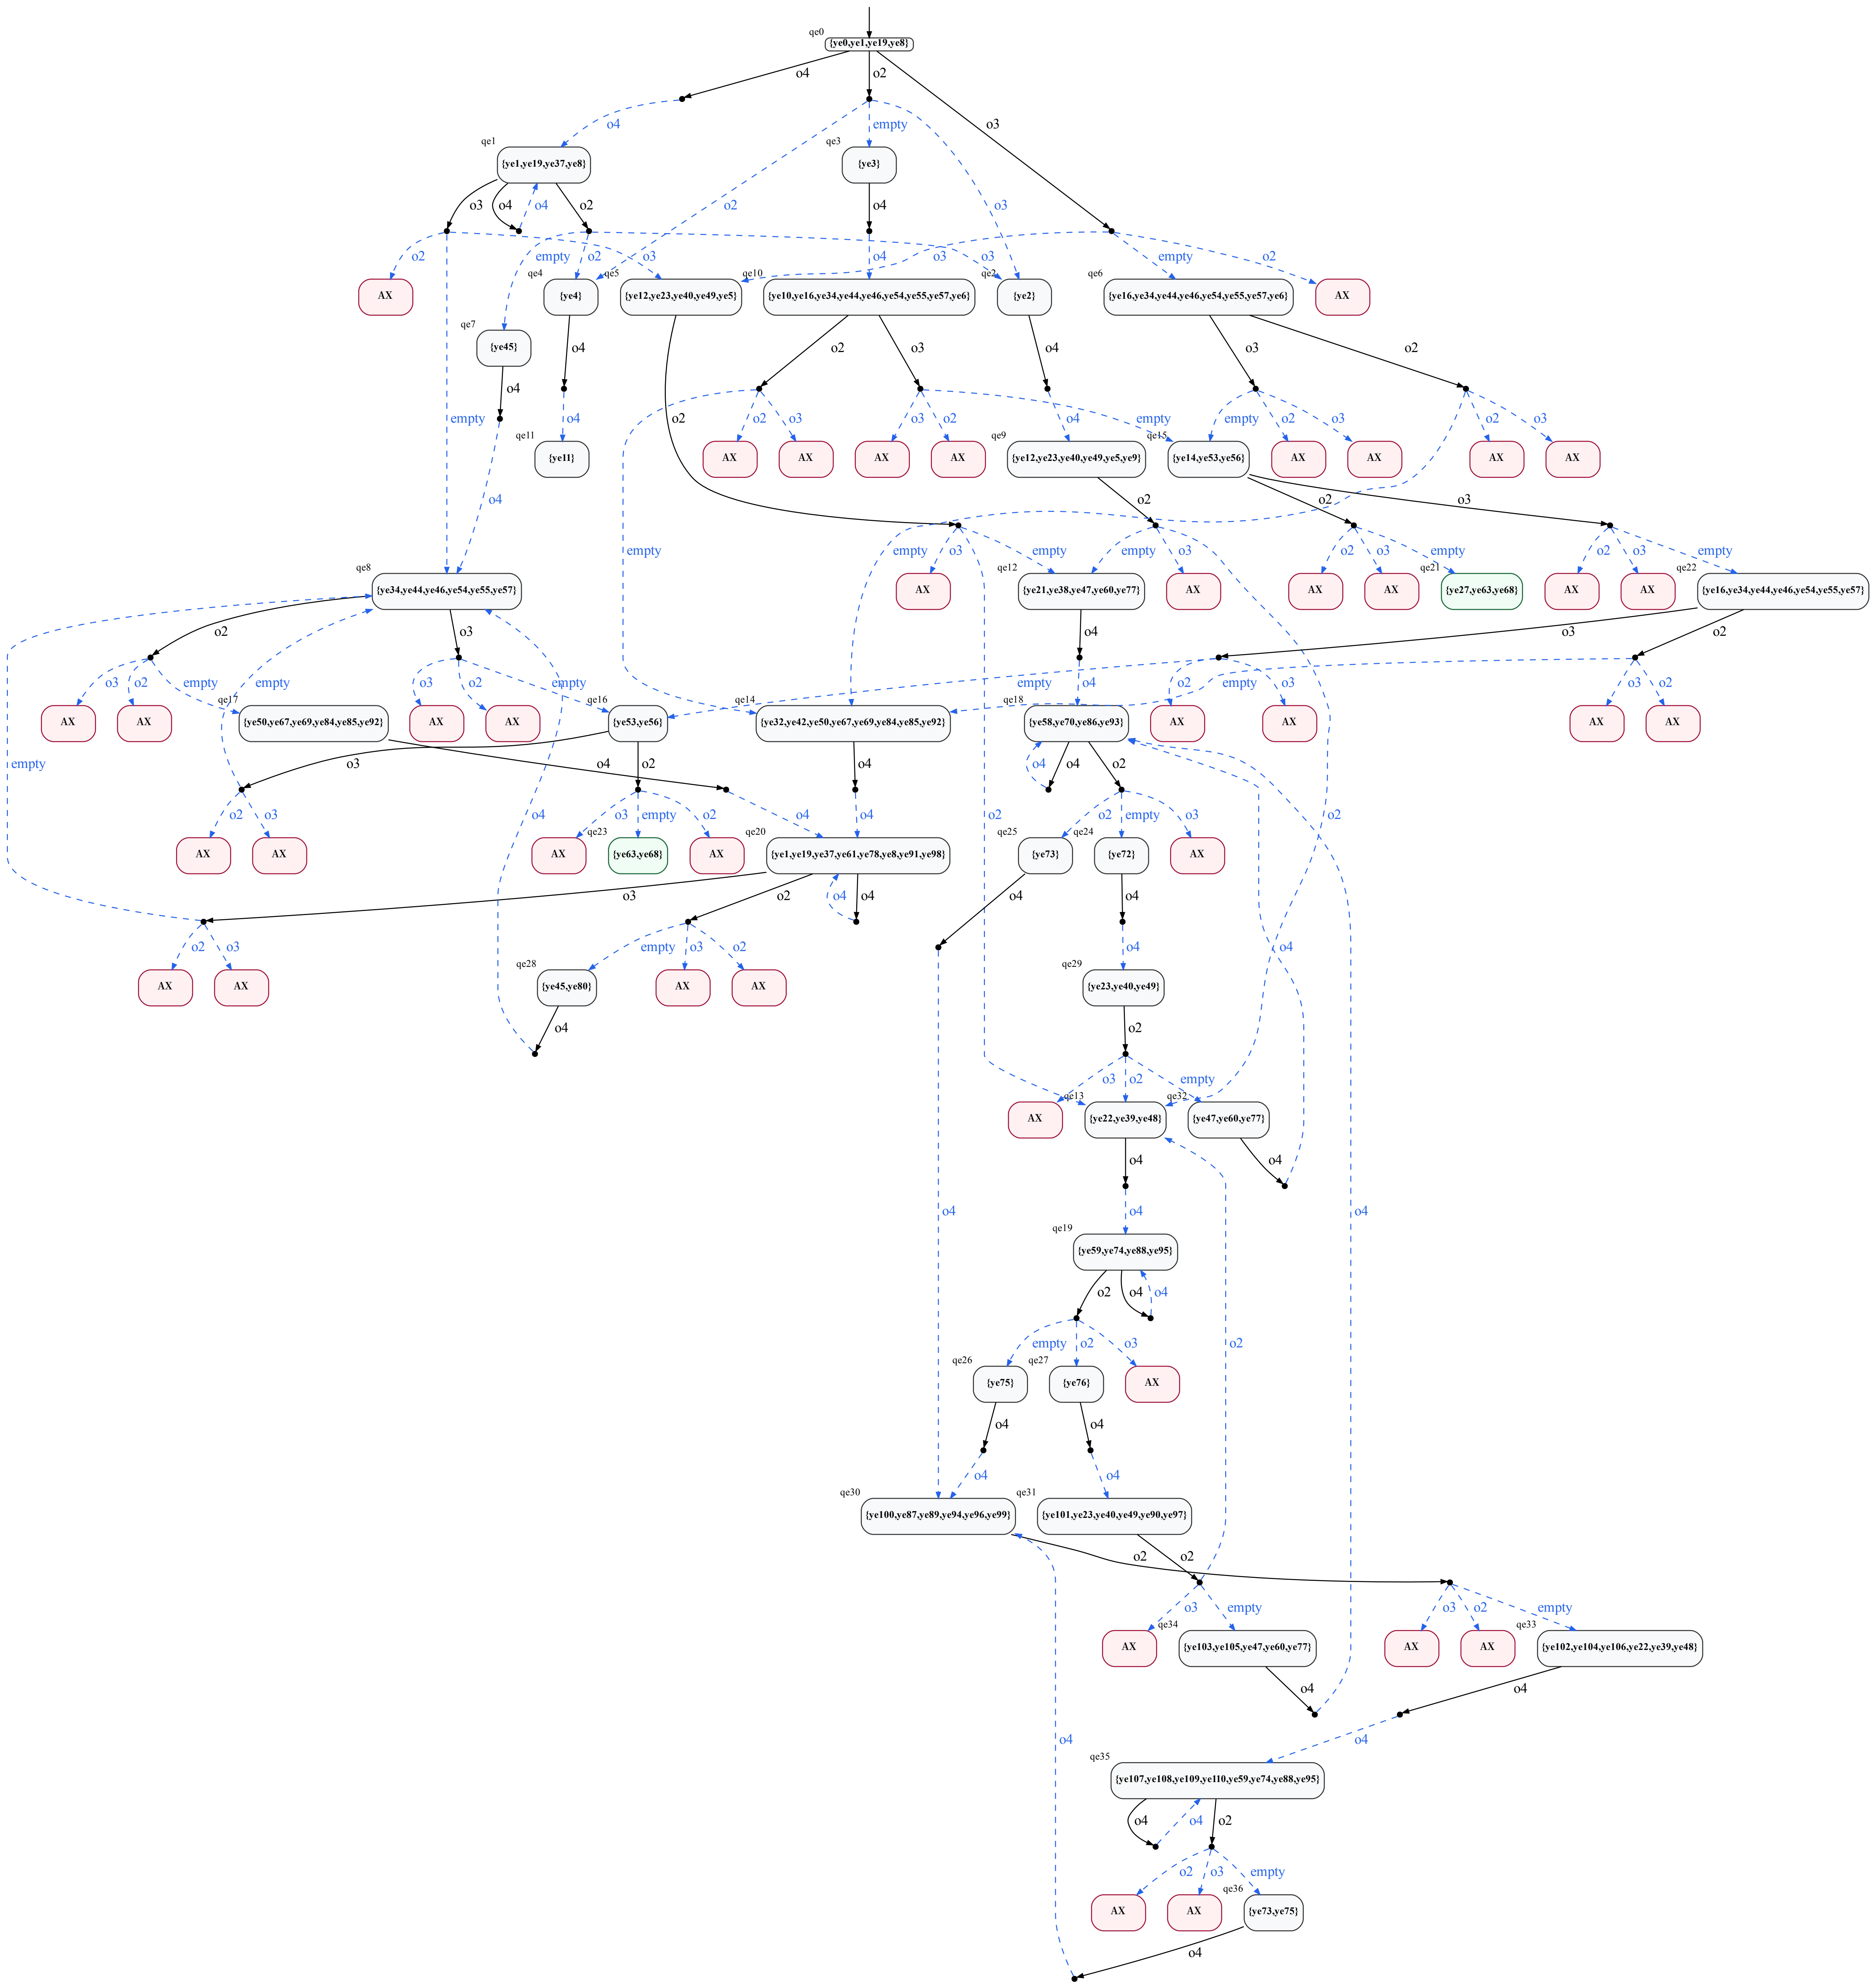 qe0
{ye0,ye1,ye19,ye8}
o4
o2
o4
empty
o3
qe1
qe3
{ye1,ye19,ye37,ye8}
{ye3}
o3
o4
o4
o2
o2
o4
o3
o2
empty
o3
empty
o2
o3
o4
o3
empty
o2
qe4
qe5
qe10
qe2
qe6
AX
{ye4}
{ye12,ye23,ye40,ye49,ye5}
{ye10,ye16,ye34,ye44,ye46,ye54,ye55,ye57,ye6}
{ye2}
{ye16,ye34,ye44,ye46,ye54,ye55,ye57,ye6}
AX
qe7
{ye45}
o4
o2
o3
o4
o3
o2
o4
empty
o4
o2
o2
o3
o3
o2
empty
o4
empty
o2
o3
o2
o3
qe11
qe9
qe15
{ye11}
AX
AX
AX
AX
{ye12,ye23,ye40,ye49,ye5,ye9}
{ye14,ye53,ye56}
AX
AX
AX
AX
o4
o2
o2
o3
empty
empty
o3
empty
empty
o3
o2
o3
empty
o2
o3
empty
qe8
qe12
qe21
qe22
{ye34,ye44,ye46,ye54,ye55,ye57}
AX
{ye21,ye38,ye47,ye60,ye77}
AX
AX
AX
{ye27,ye63,ye68}
AX
AX
{ye16,ye34,ye44,ye46,ye54,ye55,ye57}
o2
o3
o4
o3
o2
o3
o2
empty
empty
o3
o2
empty
empty
o4
o2
o3
empty
o3
o2
qe17
qe16
qe14
qe18
AX
AX
{ye50,ye67,ye69,ye84,ye85,ye92}
AX
AX
{ye53,ye56}
{ye32,ye42,ye50,ye67,ye69,ye84,ye85,ye92}
{ye58,ye70,ye86,ye93}
AX
AX
AX
AX
empty
o3
o4
o2
o4
o4
o4
o2
o2
o3
o4
o3
empty
o2
o4
o4
o2
o2
empty
o3
o2
qe23
qe20
qe25
qe24
AX
AX
AX
{ye63,ye68}
AX
{ye1,ye19,ye37,ye61,ye78,ye8,ye91,ye98}
{ye73}
{ye72}
AX
o3
o2
o4
o4
o4
o4
o2
o3
empty
o3
o2
o4
o4
qe28
qe29
AX
AX
{ye45,ye80}
AX
AX
{ye23,ye40,ye49}
o4
o2
o3
o2
empty
qe13
qe32
AX
{ye22,ye39,ye48}
{ye47,ye60,ye77}
o4
o4
o4
o4
o4
qe19
{ye59,ye74,ye88,ye95}
o2
o4
o4
empty
o2
o3
o2
qe26
qe27
{ye75}
{ye76}
AX
o4
o4
o4
o4
qe30
qe31
{ye100,ye87,ye89,ye94,ye96,ye99}
{ye101,ye23,ye40,ye49,ye90,ye97}
o2
o2
o3
empty
o3
o2
empty
qe34
qe33
AX
{ye103,ye105,ye47,ye60,ye77}
AX
AX
{ye102,ye104,ye106,ye22,ye39,ye48}
o4
o4
o4
o4
qe35
{ye107,ye108,ye109,ye110,ye59,ye74,ye88,ye95}
o4
o4
o2
o2
o3
empty
qe36
AX
AX
{ye73,ye75}
o4